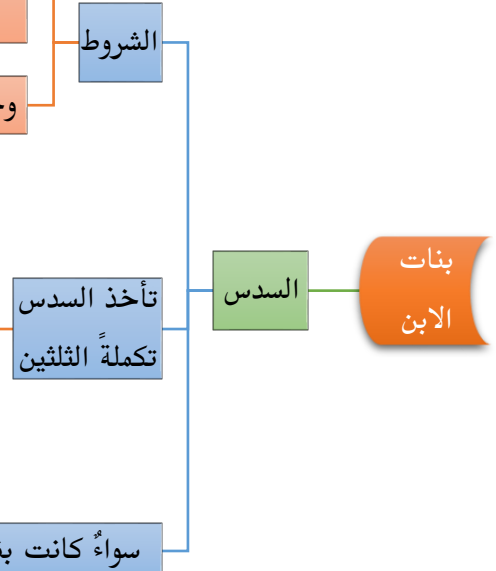 بنات
الابن
السدس
الشروط
تأخذ السدس
تكملةً الثلثين
سواءٌ كانت